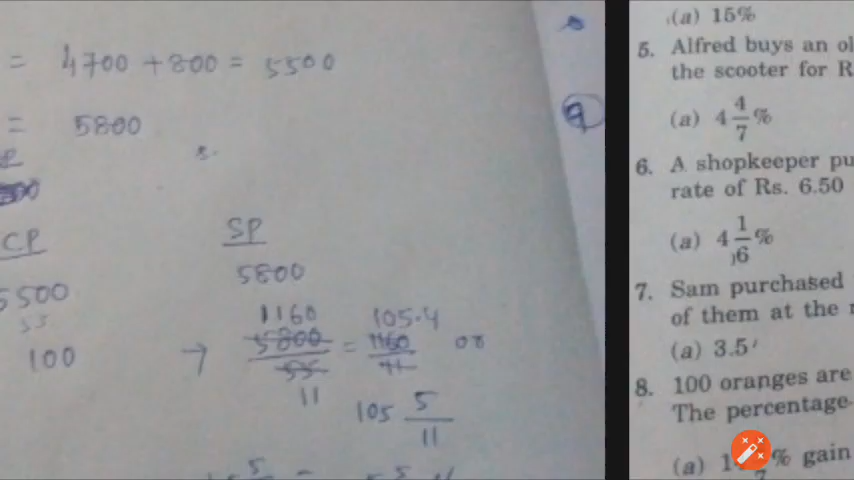 = 4700 + 800 = 5500
= 5800
CP
SP
5500
5800
55
100 → 5800/55 1160 11 = 1160/11 105.4 or
105 5/11
9
(a) 15%
5. Alfred buys an ol
the scooter for R
(a) 4 4/7 %
6. A shopkeeper pu
rate of Rs. 6.50
(a) 4 1/6 %
7. Sam purchased
of them at the
(a) 3.5
8. 100 oranges are
The percentage
(a) % gain